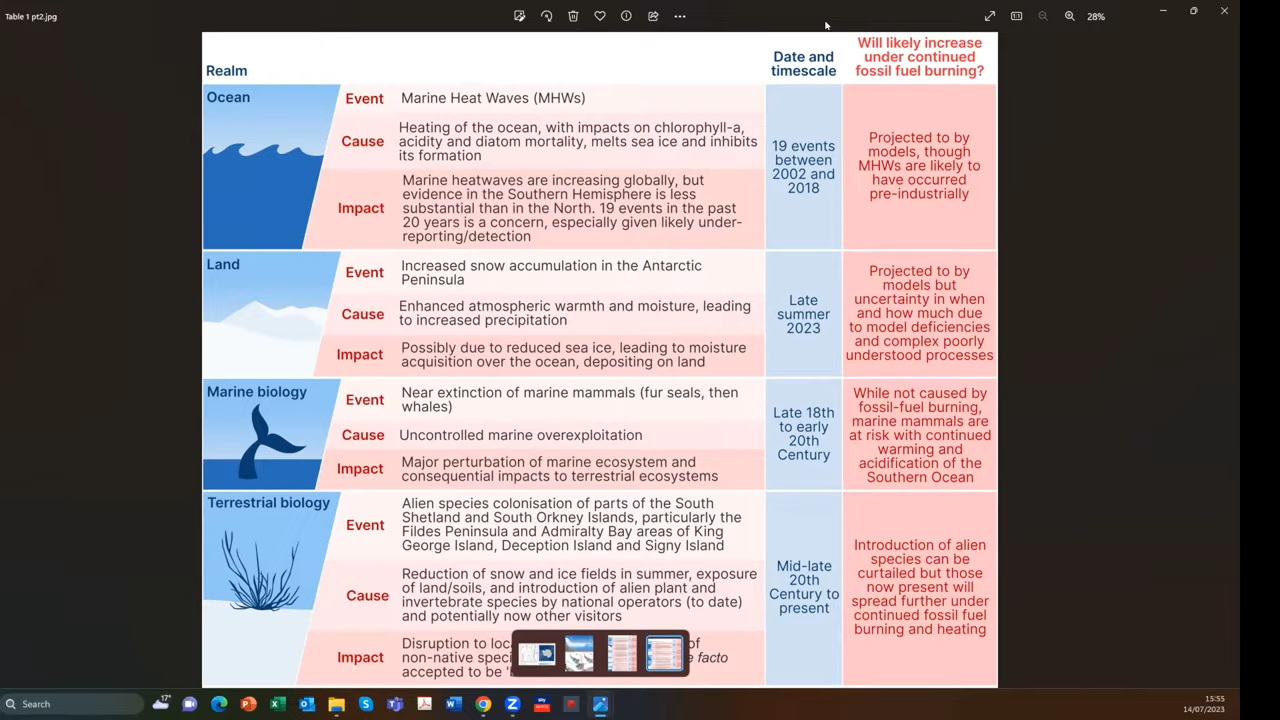 Table 1 pt2.jpg
28%
Realm
Date and
timescale
Will likely increase
under continued
fossil fuel burning?
Ocean
Event
Marine Heat Waves (MHWs)
Cause
Heating of the ocean, with impacts on chlorophyll-a,
acidity and diatom mortality, melts sea ice and inhibits
its formation
Impact
Marine heatwaves are increasing globally, but
evidence in the Southern Hemisphere is less
substantial than in the North. 19 events in the past
20 years is a concern, especially given likely under-
reporting/detection
19 events
between
2002 and
2018
Projected to by
models, though
MHWs are likely to
have occurred
pre-industrially
Land
Event
Increased snow accumulation in the Antarctic
Peninsula
Cause
Enhanced atmospheric warmth and moisture, leading
to increased precipitation
Impact
Possibly due to reduced sea ice, leading to moisture
acquisition over the ocean, depositing on land
Late
summer
2023
Projected to by
models but
uncertainty in when
and how much due
to model deficiencies
and complex poorly
understood processes
Marine biology
Event
Near extinction of marine mammals (fur seals, then
whales)
Cause
Uncontrolled marine overexploitation
Impact
Major perturbation of marine ecosystem and
consequential impacts to terrestrial ecosystems
Late 18th
to early
20th
Century
While not caused by
fossil-fuel burning,
marine mammals are
at risk with continued
warming and
acidification of the
Southern Ocean
Terrestrial biology
Event
Alien species colonisation of parts of the South
Shetland and South Orkney Islands, particularly the
Fildes Peninsula and Admiralty Bay areas of King
George Island, Deception Island and Signy Island
Cause
Reduction of snow and ice fields in summer, exposure
of land/soils, and introduction of alien plant and
invertebrate species by national operators (to date)
and potentially now other visitors
Impact
Disruption to of
non-native facto
accepted to be
Mid-late
20th
Century to
present
Introduction of alien
species can be
curtailed but those
now present will
spread further under
continued fossil fuel
burning and heating
Search
17°
15:55
14/07/2023